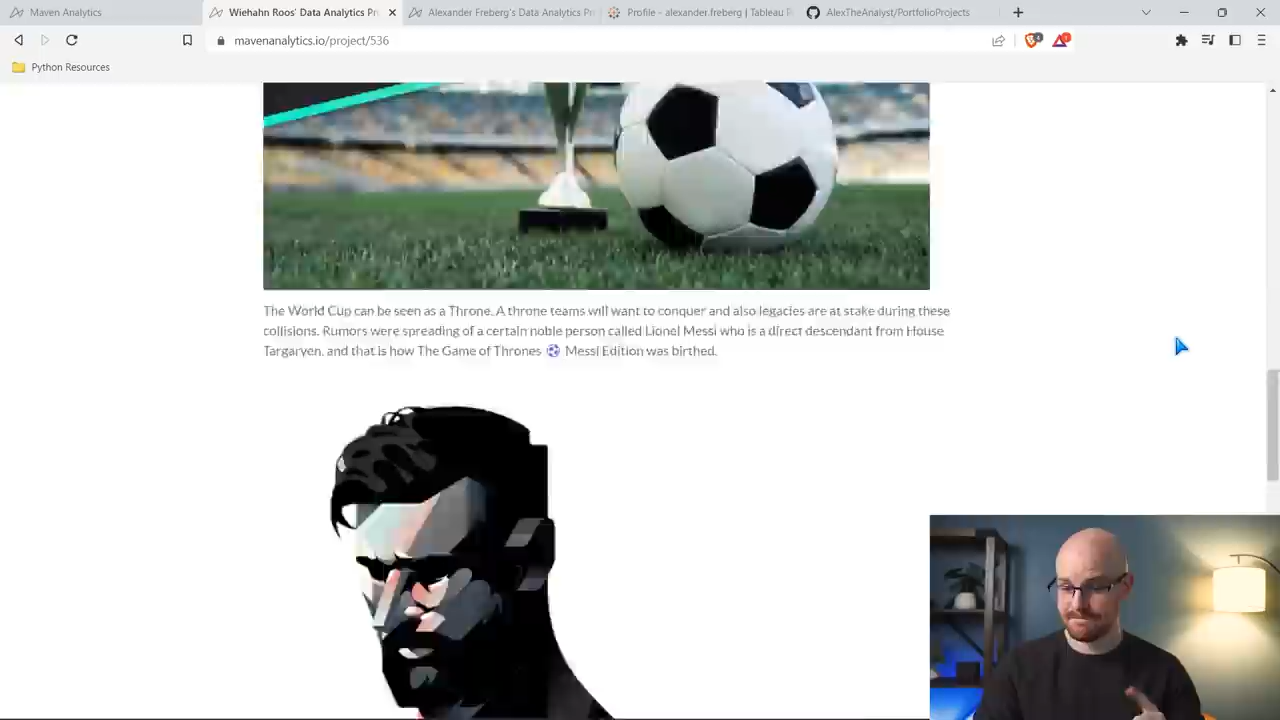 Maven Analytics
Wiehahn Roos' Data Analytics Pr
Alexander Freberg's Data Analytics Pr
Profile - alexander.freberg | Tableau P
AlexTheAnalyst/PortfolioProjects
mavenanalytics.io/project/536
Python Resources
The World Cup can be seen as a Throne. A throne teams will want to conquer and also legacies are at stake during these
collisions. Rumors were spreading of a certain noble person called Lionel Messi who is a direct descendant from House
Targaryen, and that is how The Game of Thrones ⚽ Messi Edition was birthed.